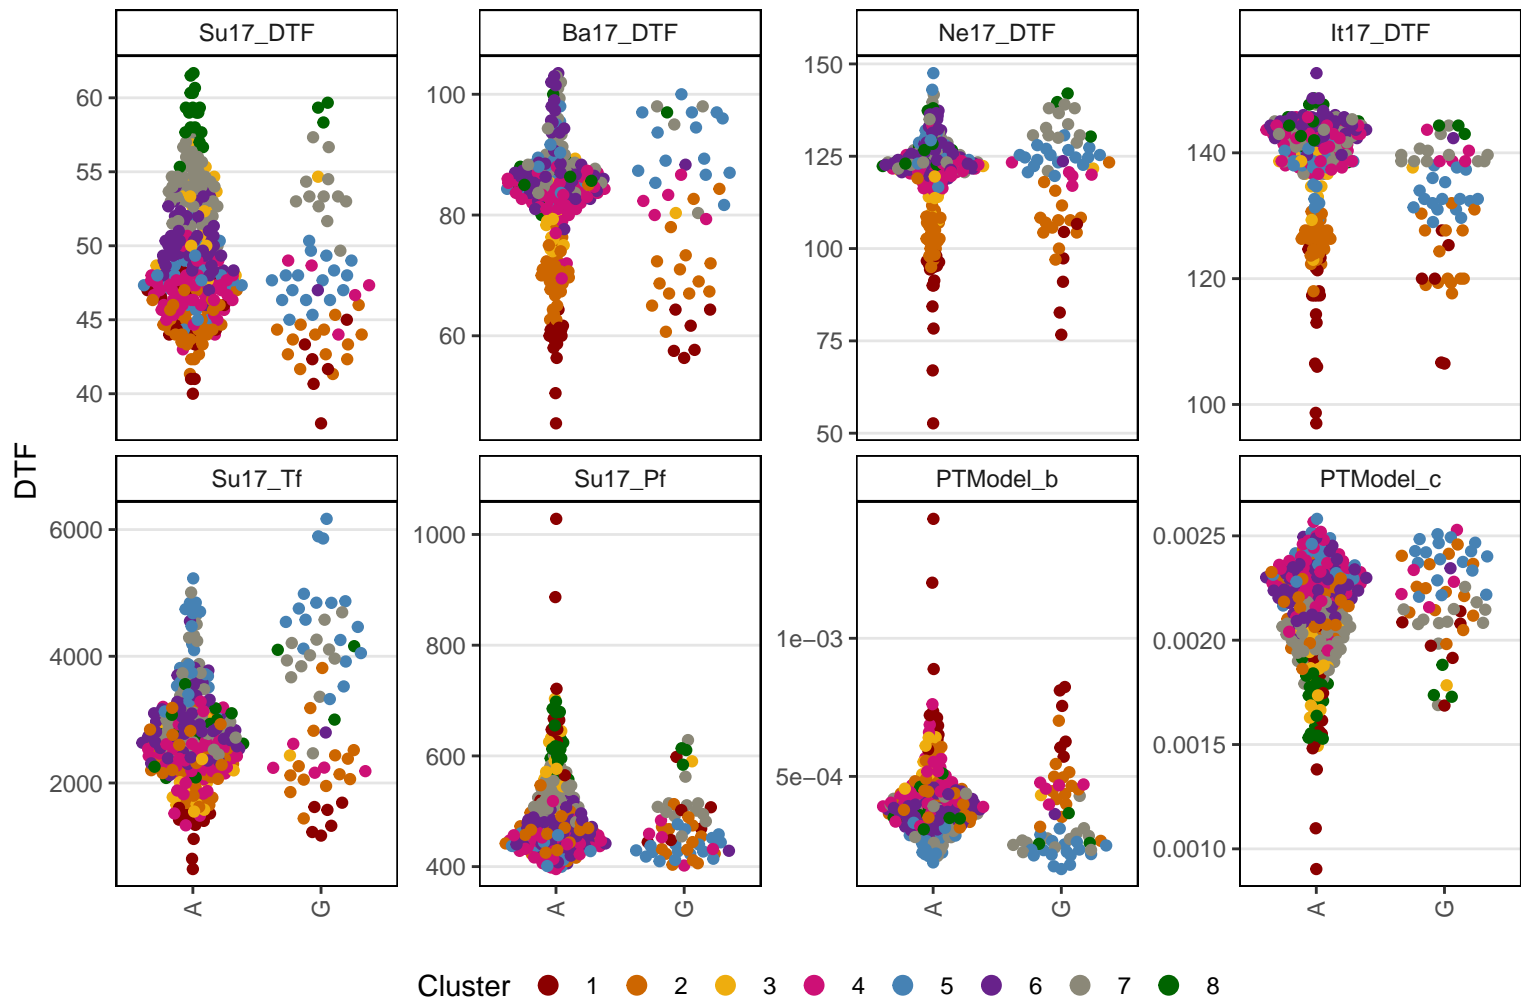 Su17_DTF
Ba17_DTF
Ne17_DTF
It17_DTF
60
55
50
45
40
100
80
60
150
125
100
75
50
140
120
100
DTF
Su17_Tf
Su17_Pf
PTModel_b
PTModel_c
6000
4000
2000
1000
800
600
400
1e−03
5e−04
0.0025
0.0020
0.0015
0.0010
A
G
A
G
A
G
A
G
Cluster 1 2 3 4 5 6 7 8